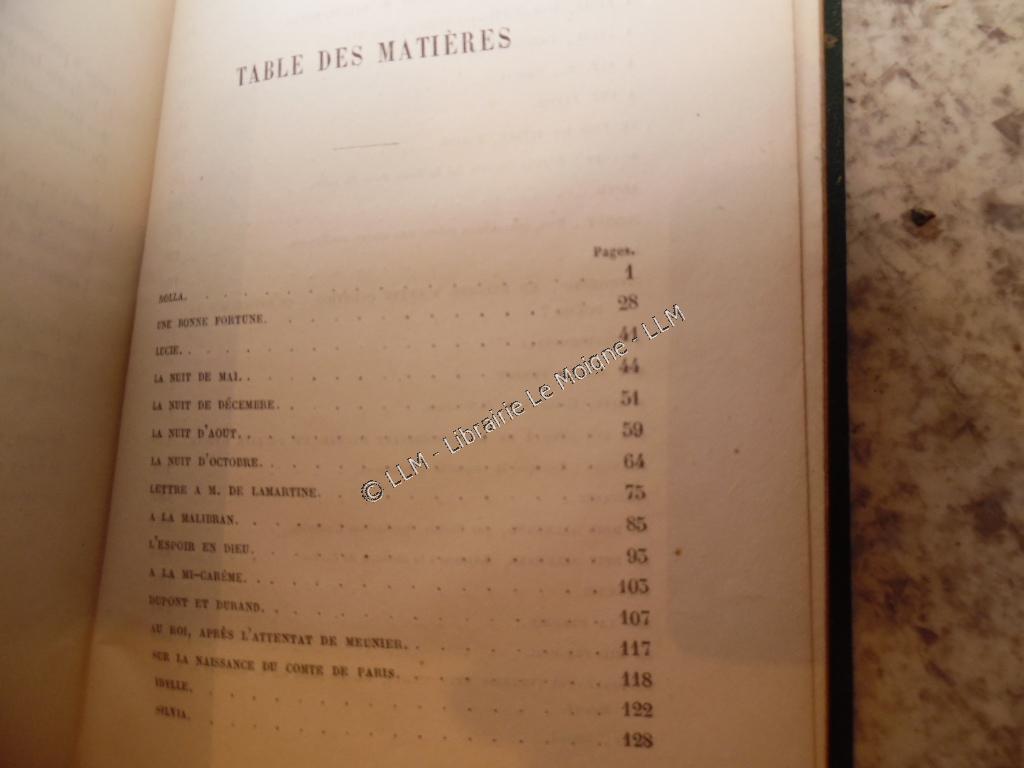 TABLE DES MATIÈRES
Pages.
ROLLA. 1
UNE BONNE FORTUNE. 28
LUCIE. 41
LA NUIT DE MAI. 44
LA NUIT DE DÉCEMBRE. 51
LA NUIT D'AOUT. 59
LA NUIT D'OCTOBRE. 64
LETTRE A M. DE LAMARTINE. 75
A LA MALIBRAN. 85
L'ESPOIR EN DIEU. 93
A LA MI-CARÊME. 103
DUPONT ET DURAND. 107
AU ROI, APRÈS L'ATTENTAT DE MEUNIER. 117
SUR LA NAISSANCE DU COMTE DE PARIS. 118
IDYLLE. 122
SILVIA. 128
© LLM - Librairie Le Moigne - LLM